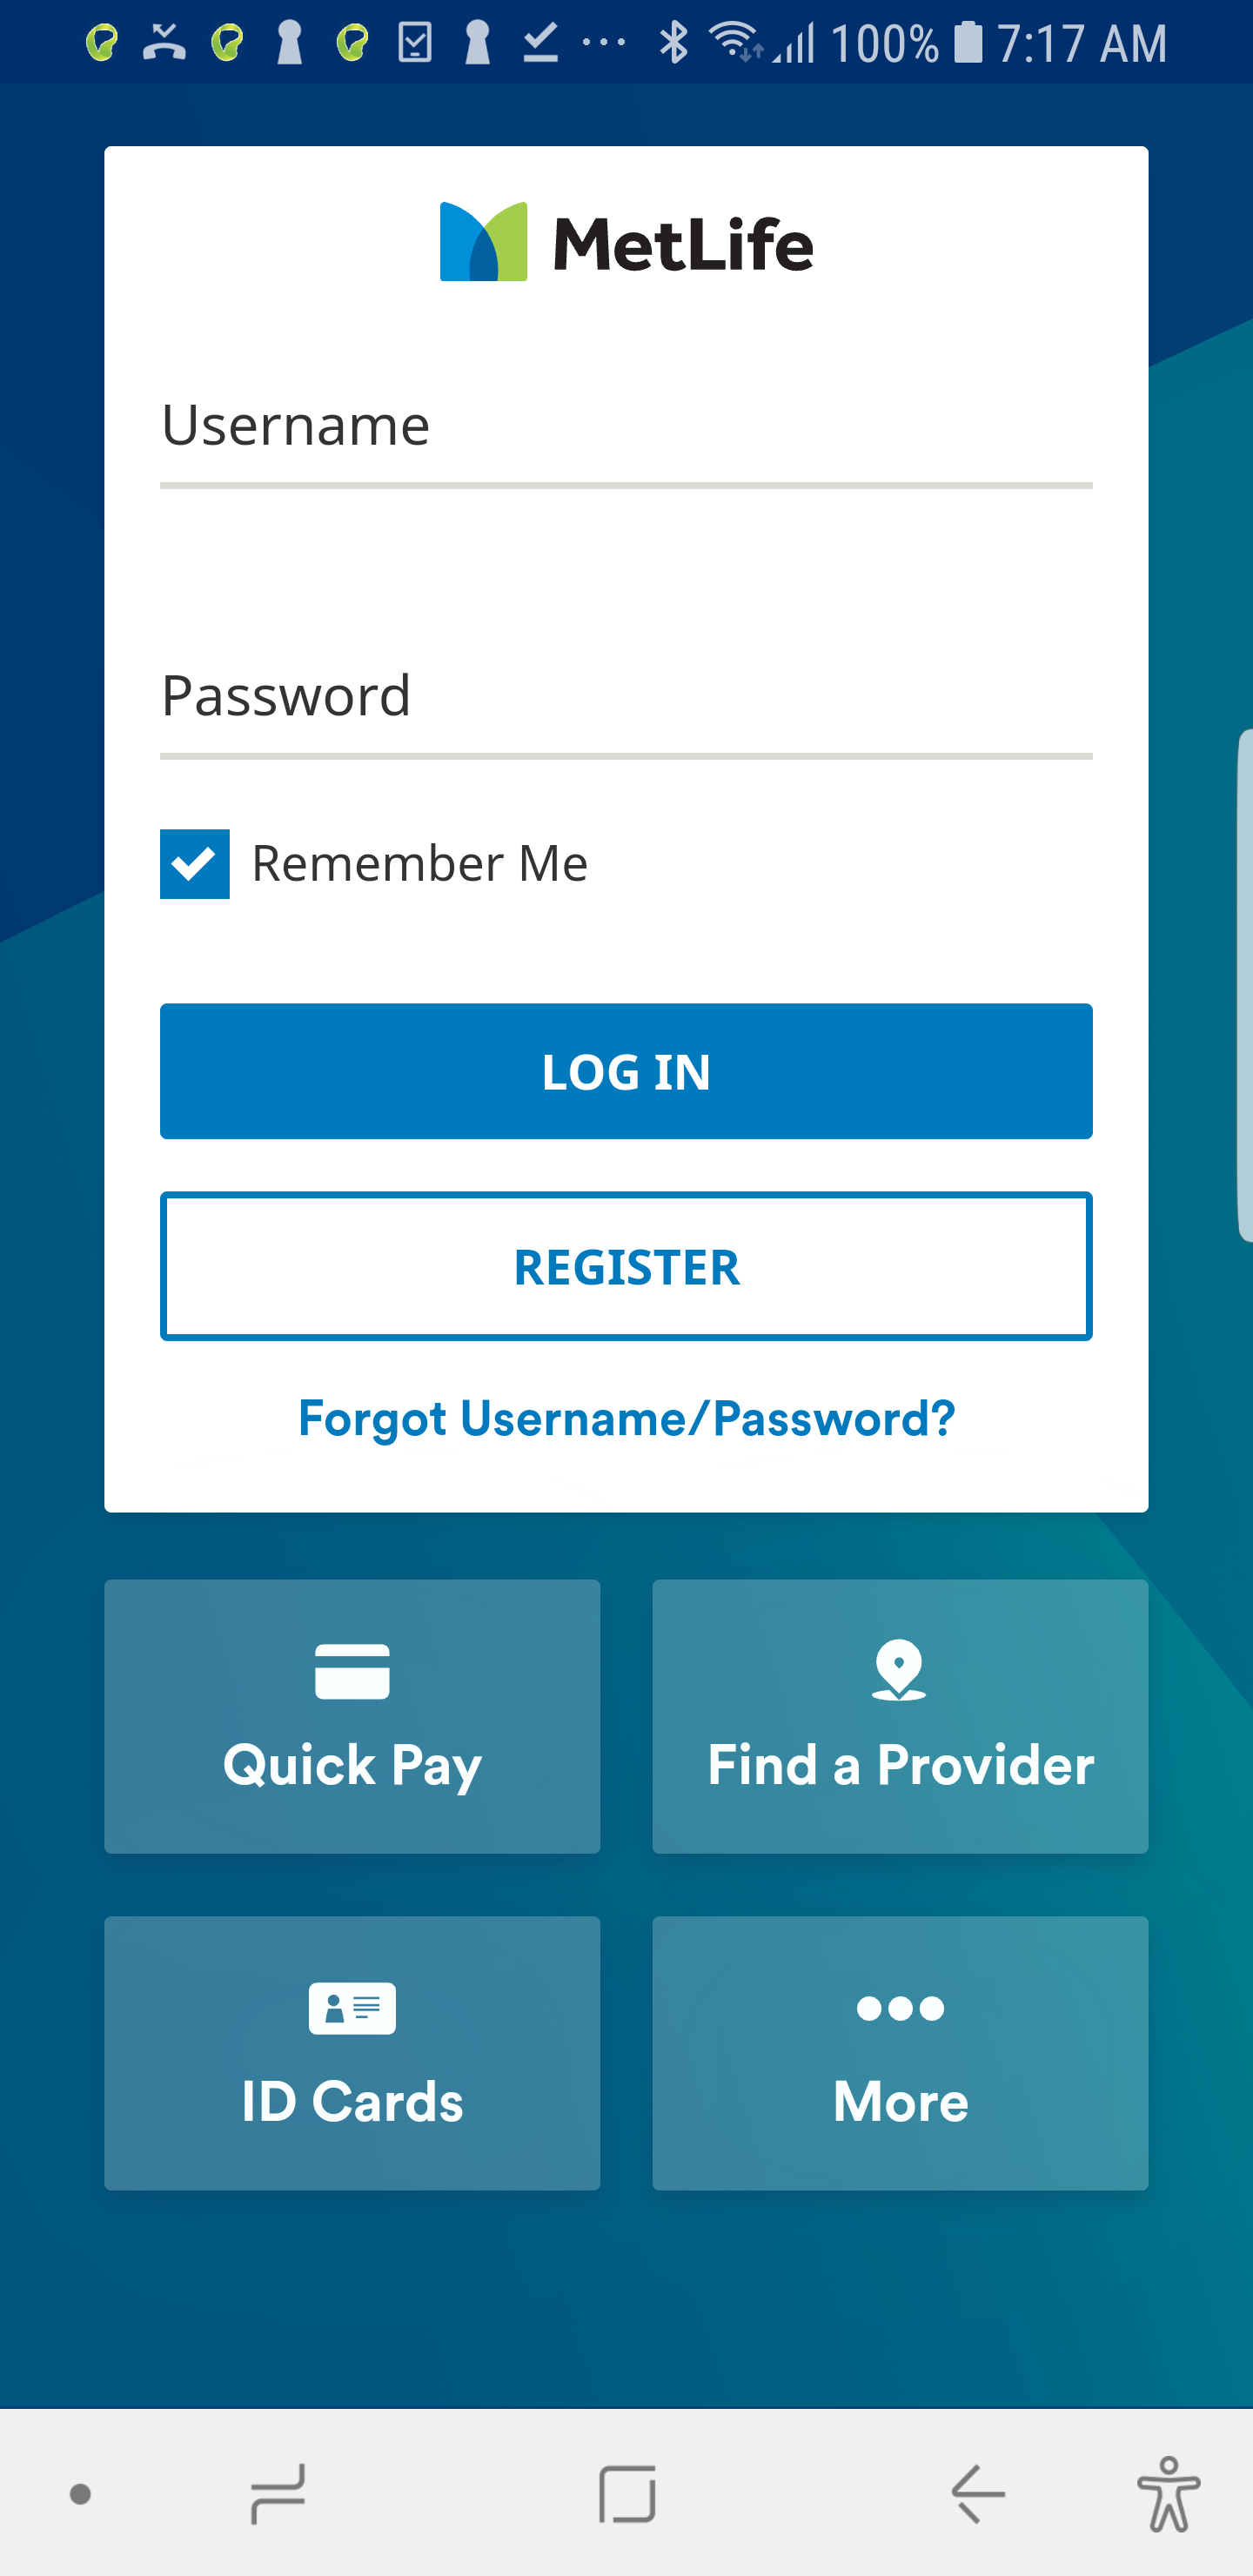 100% 7:17 AM
MetLife
Username
Password
Remember Me
LOG IN
REGISTER
Forgot Username/Password?
Quick Pay
Find a Provider
ID Cards
More